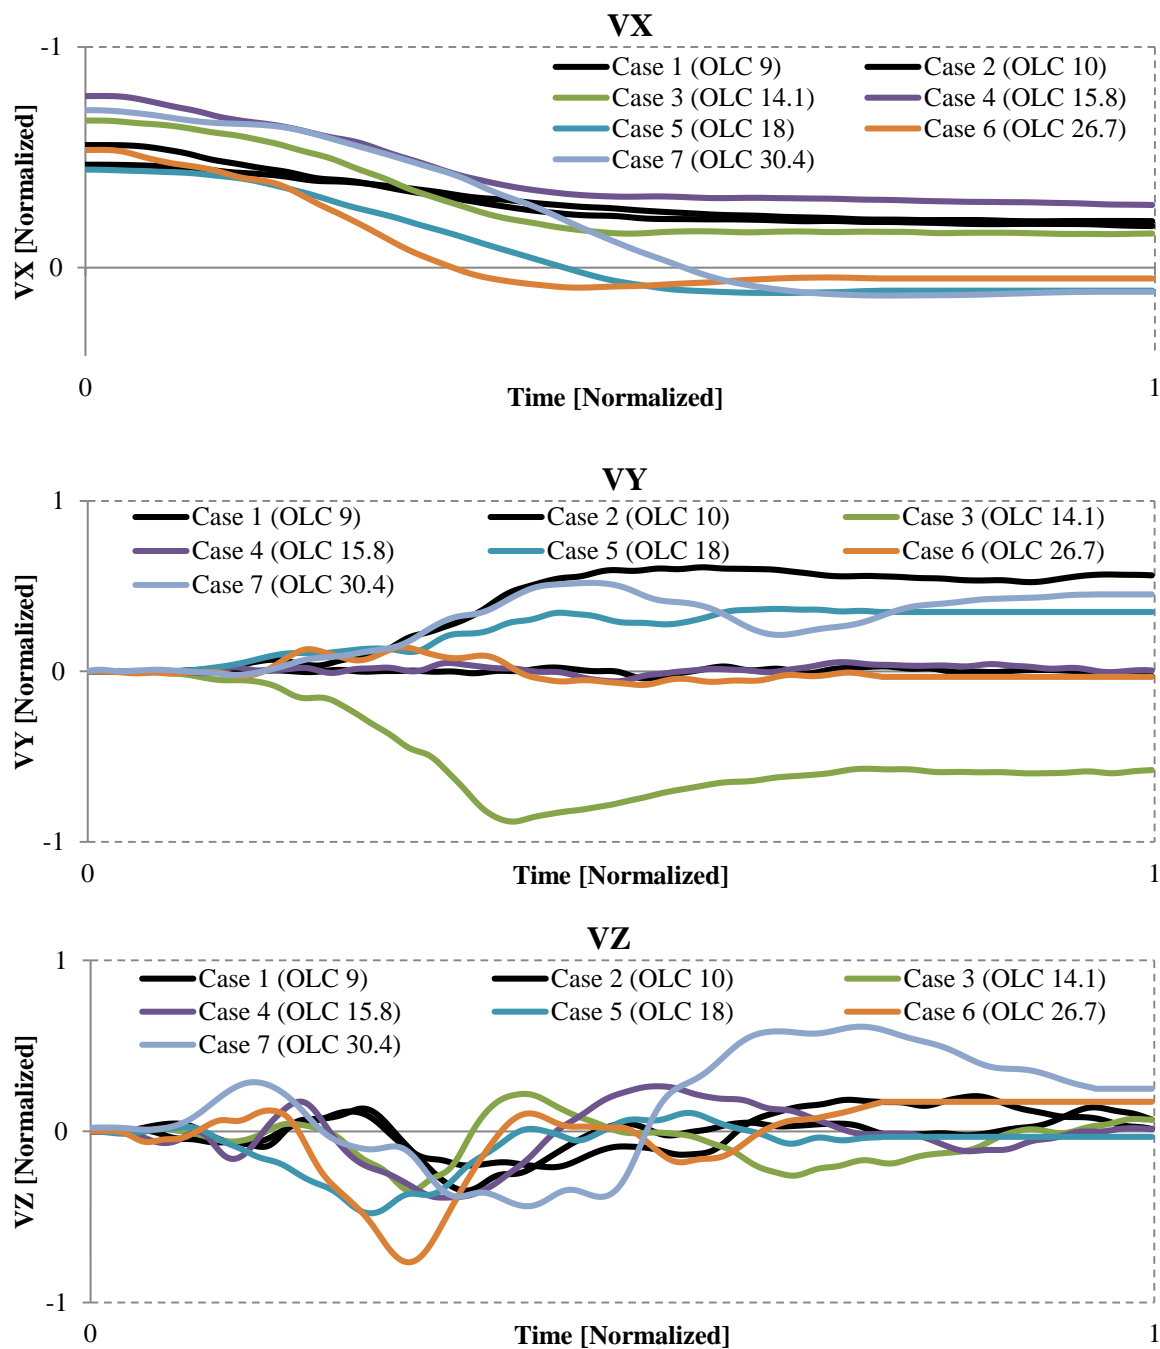 VX
-1
Case 1 (OLC 9) Case 2 (OLC 10)
Case 3 (OLC 14.1) Case 4 (OLC 15.8)
Case 5 (OLC 18) Case 6 (OLC 26.7)
Case 7 (OLC 30.4)
VX [Normalized]
0
0 1
Time [Normalized]
VY
1
Case 1 (OLC 9) Case 2 (OLC 10) Case 3 (OLC 14.1)
Case 4 (OLC 15.8) Case 5 (OLC 18) Case 6 (OLC 26.7)
Case 7 (OLC 30.4)
VY [Normalized]
0
-1
0 1
Time [Normalized]
VZ
1
Case 1 (OLC 9) Case 2 (OLC 10) Case 3 (OLC 14.1)
Case 4 (OLC 15.8) Case 5 (OLC 18) Case 6 (OLC 26.7)
Case 7 (OLC 30.4)
VZ [Normalized]
0
-1
0 1
Time [Normalized]